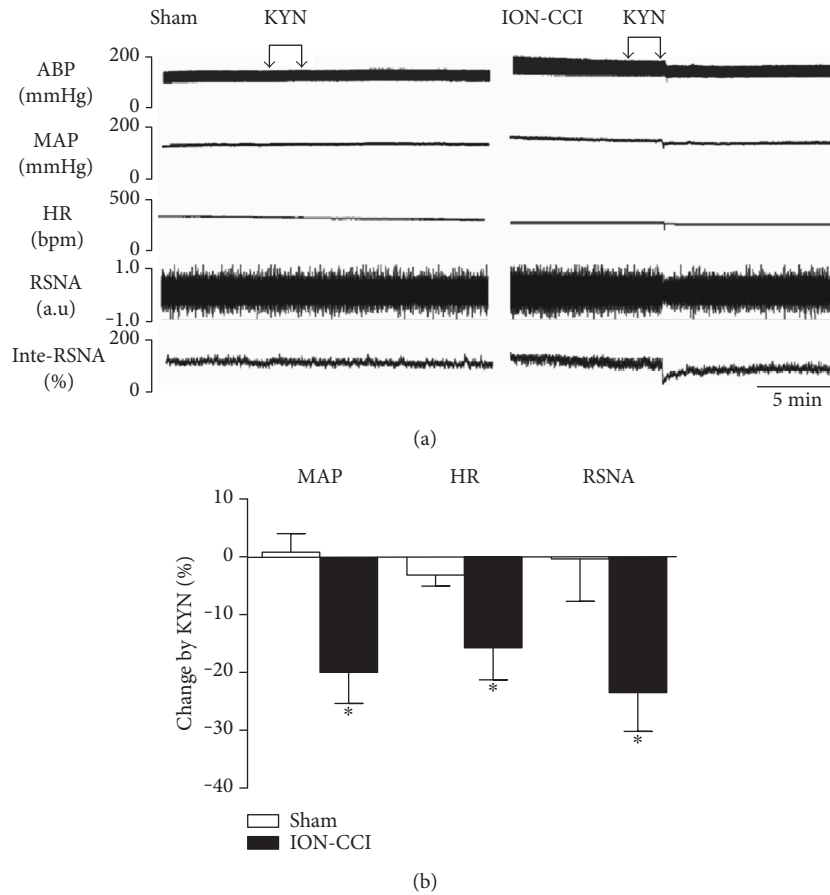 Sham KYN ION-CCI KYN
ABP
(mmHg)
200
0
MAP
(mmHg)
200
0
HR
(bpm)
500
0
RSNA
(a.u)
1.0
−1.0
Inte-RSNA
(%)
200
0
5 min
(a)
MAP HR RSNA
Change by KYN (%)
10
0
−10
−20
−30
−40
* * *
Sham
ION-CCI
(b)